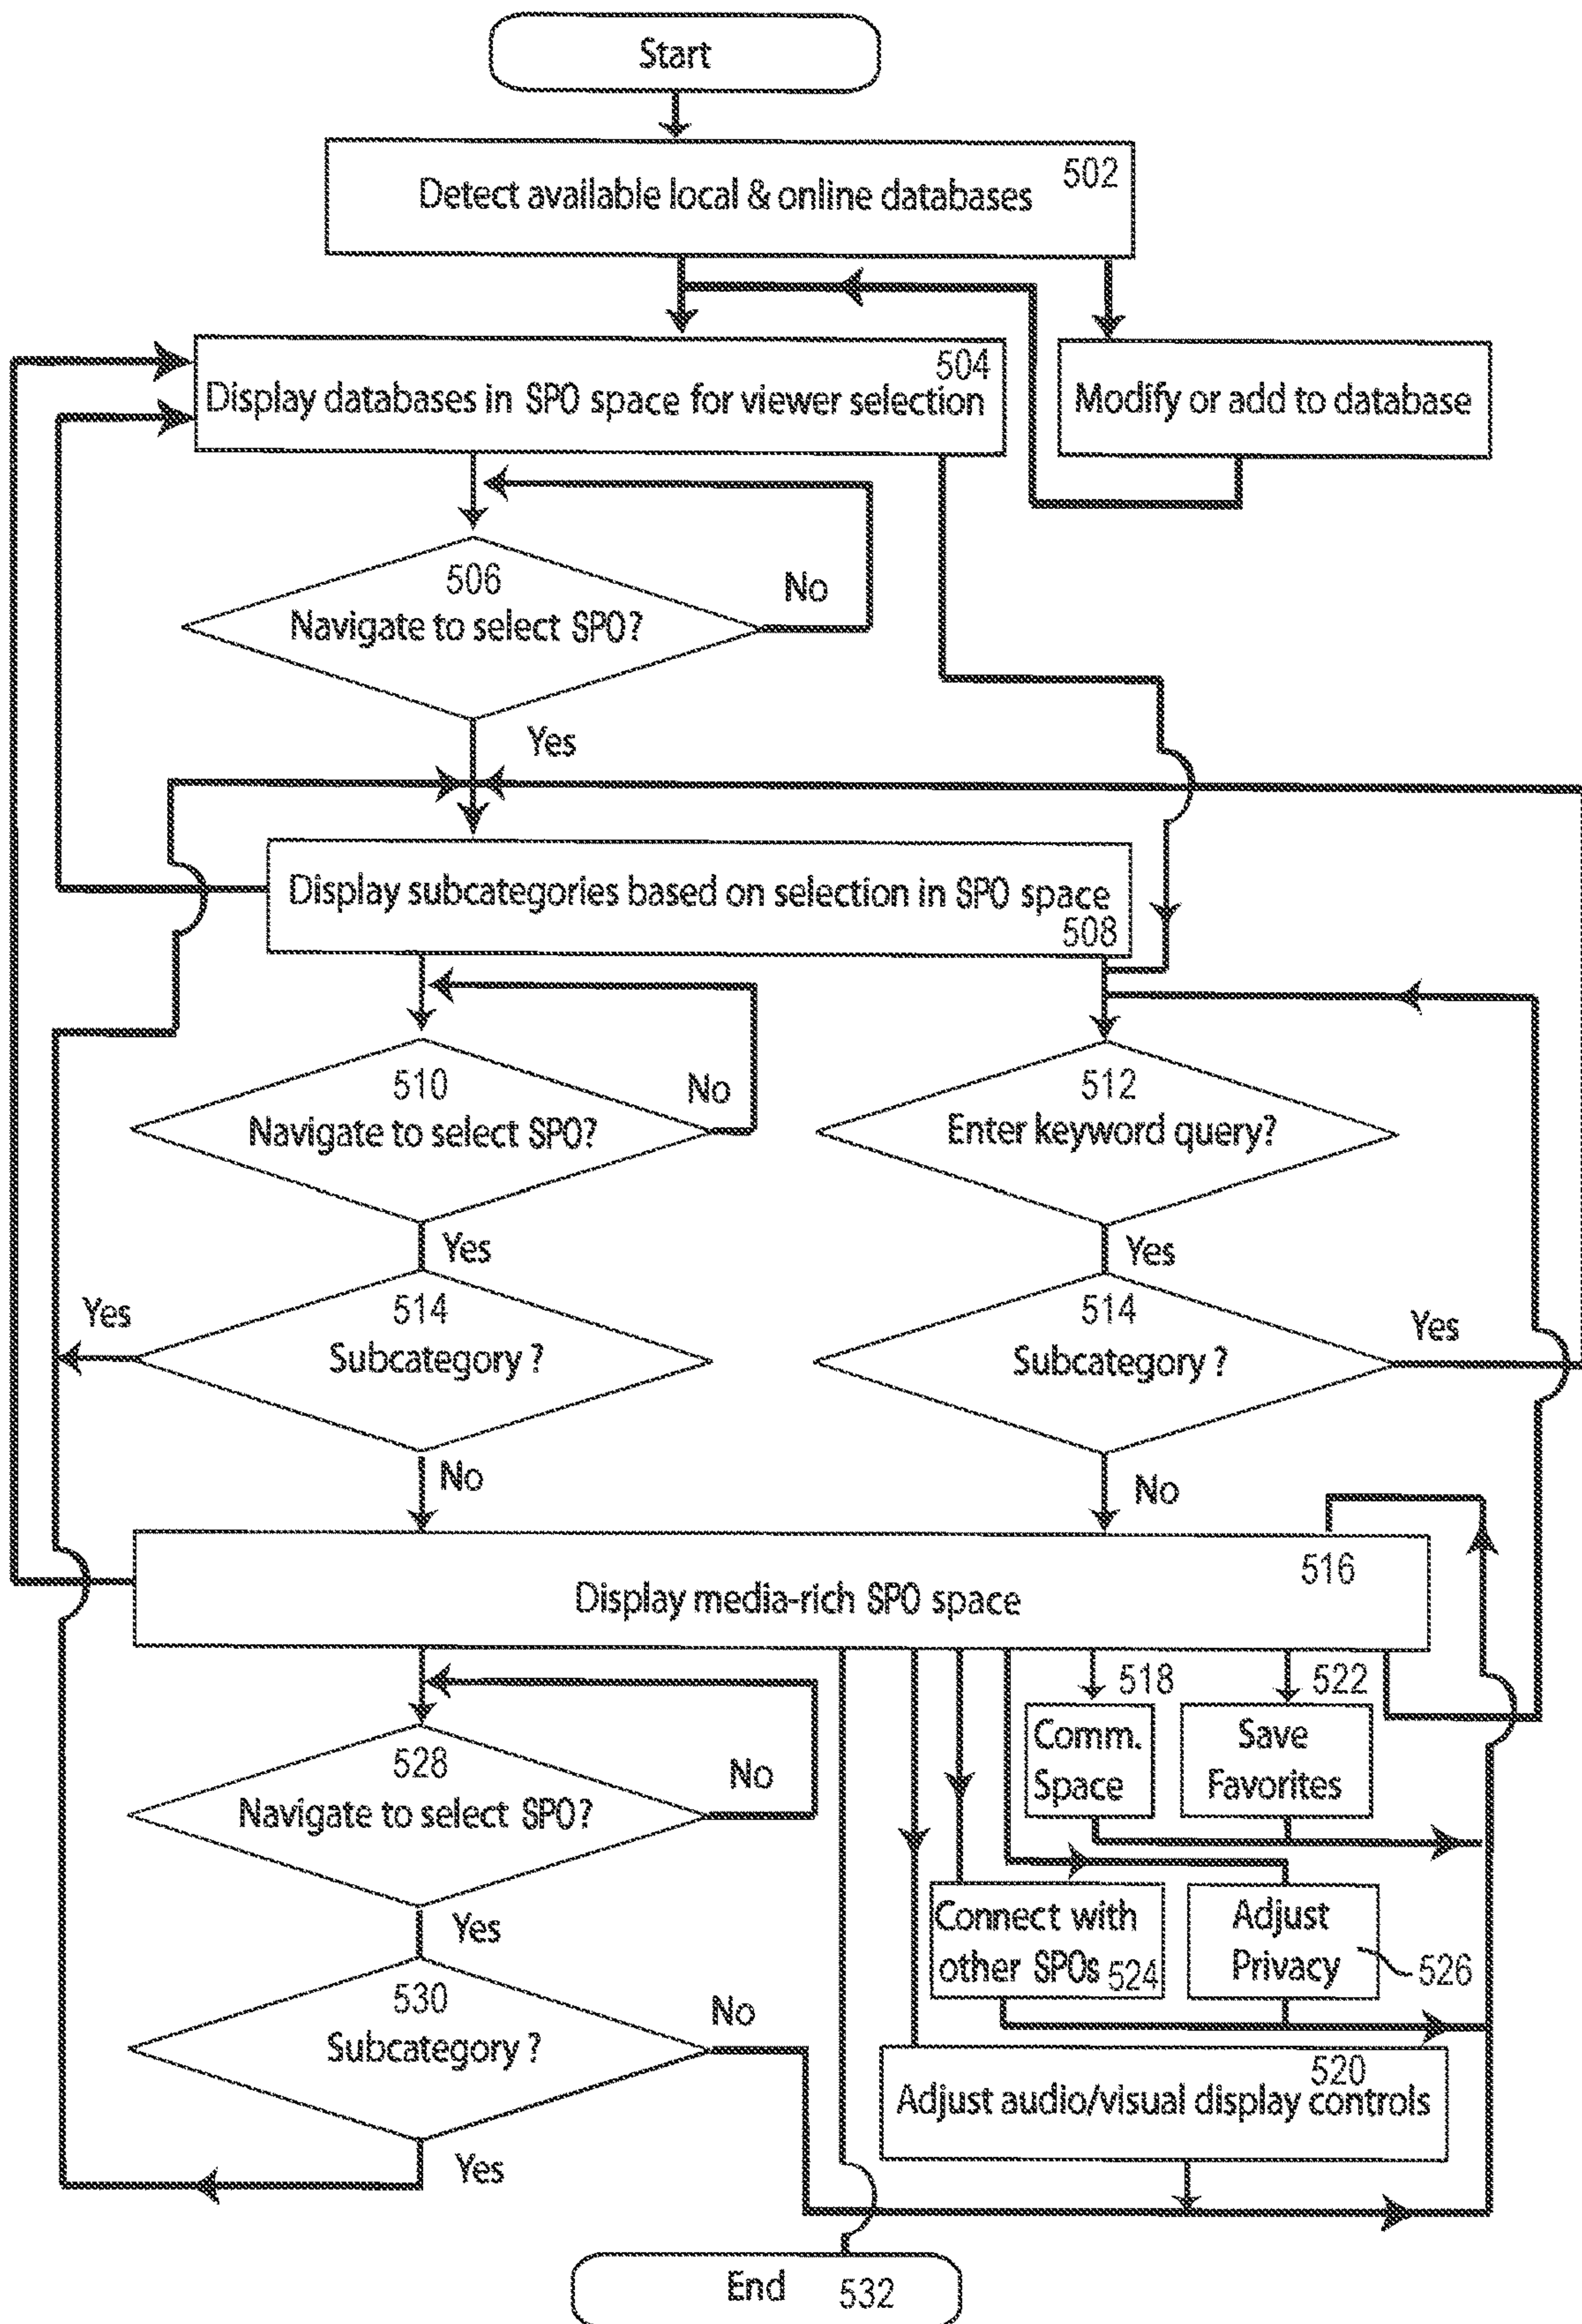 Start
502
Detect available local & online databases
504
Display databases in SPO space for viewer selection
Modify or add to database
506
Navigate to select SPO?
No
Yes
Display subcategories based on selection in SPO space
508
510
Navigate to select SPO?
No
512
Enter keyword query?
Yes
Yes
514
Subcategory ?
Yes
514
Subcategory ?
Yes
No
No
516
Display media-rich SPO space
518
522
Comm.
Space
Save
Favorites
528
Navigate to select SPO?
No
Yes
Connect with
other SPOs 524
Adjust
Privacy
526
530
Subcategory ?
No
Yes
520
Adjust audio/visual display controls
End 532